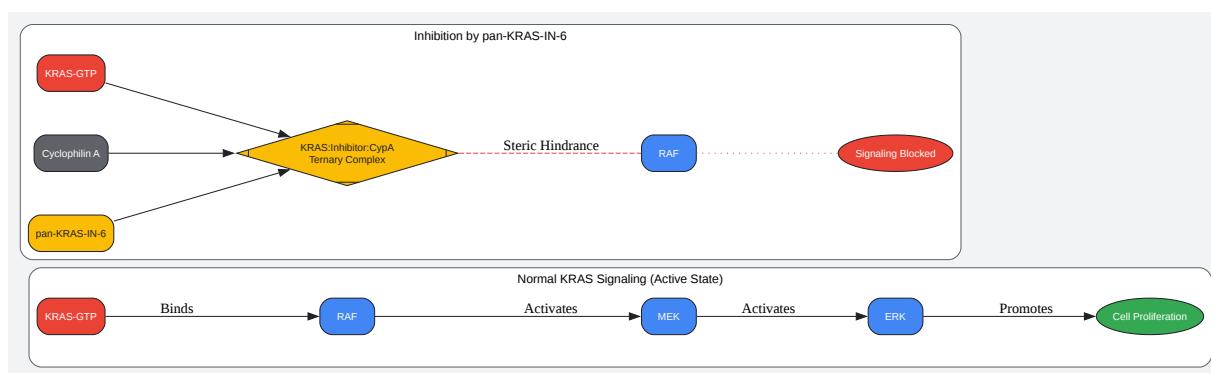 Inhibition by pan-KRAS-IN-6
KRAS-GTP
Cyclophilin A
pan-KRAS-IN-6
KRAS:Inhibitor:CypA
Ternary Complex
Steric Hindrance
RAF
Signaling Blocked
Normal KRAS Signaling (Active State)
KRAS-GTP
Binds
RAF
Activates
MEK
Activates
ERK
Promotes
Cell Proliferation